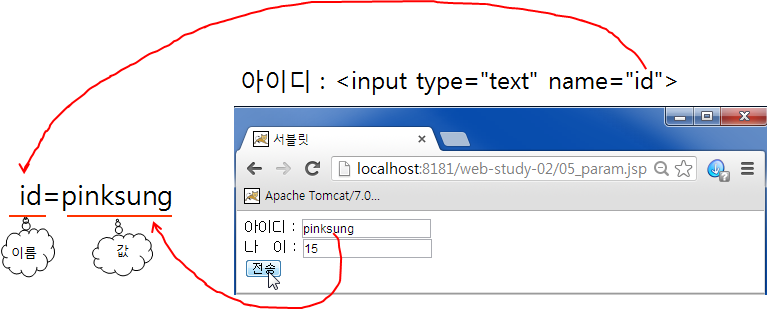 아이디 : <input type="text" name="id">
서블릿
localhost:8181/web-study-02/05_param.jsp
Apache Tomcat/7.0...
id=pinksung
이름
값
아이디 : pinksung
나 이 : 15
전송